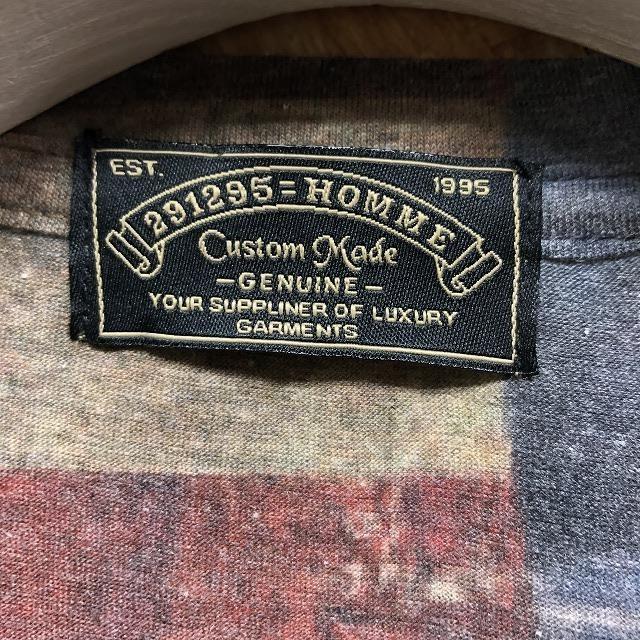 EST. 1995
291295=HOMME
Custom Made
-GENUINE-
YOUR SUPPLINER OF LUXURY
GARMENTS